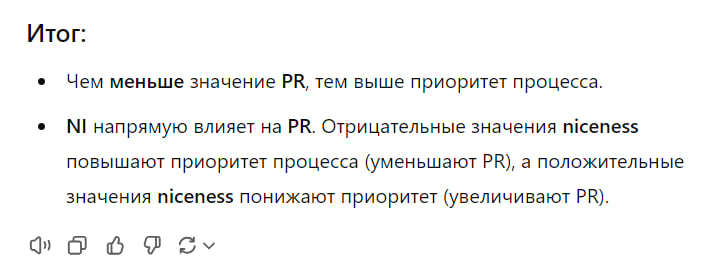 Итог:
• Чем меньше значение PR, тем выше приоритет процесса.
• NI напрямую влияет на PR. Отрицательные значения niceness
повышают приоритет процесса (уменьшают PR), а положительные
значения niceness понижают приоритет (увеличивают PR).